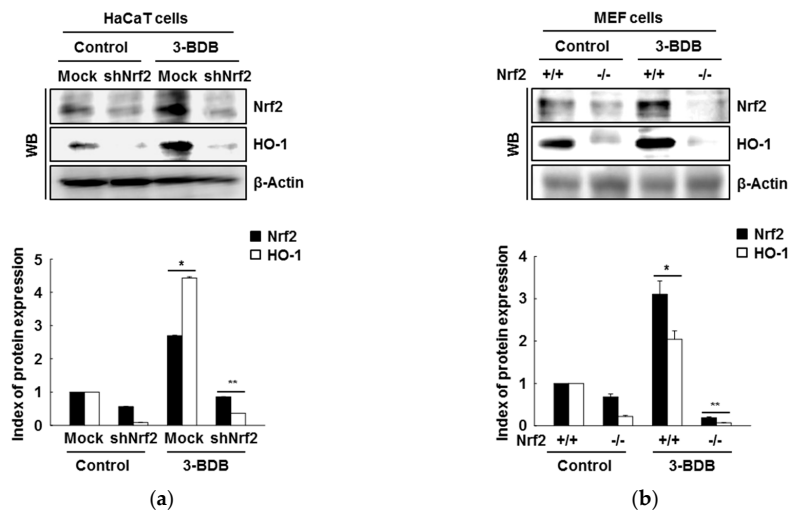 HaCaT cells
Control 3-BDB
Mock shNrf2 Mock shNrf2
WB
Nrf2
HO-1
β-Actin
Nrf2
HO-1
Index of protein expression
5
4
3
2
1
0
*
**
Mock shNrf2 Mock shNrf2
Control 3-BDB
(a)
MEF cells
Control 3-BDB
Nrf2 +/+ -/- +/+ -/-
WB
Nrf2
HO-1
β-Actin
Nrf2
HO-1
Index of protein expression
4
3
2
1
0
*
**
Nrf2 +/+ -/- +/+ -/-
Control 3-BDB
(b)